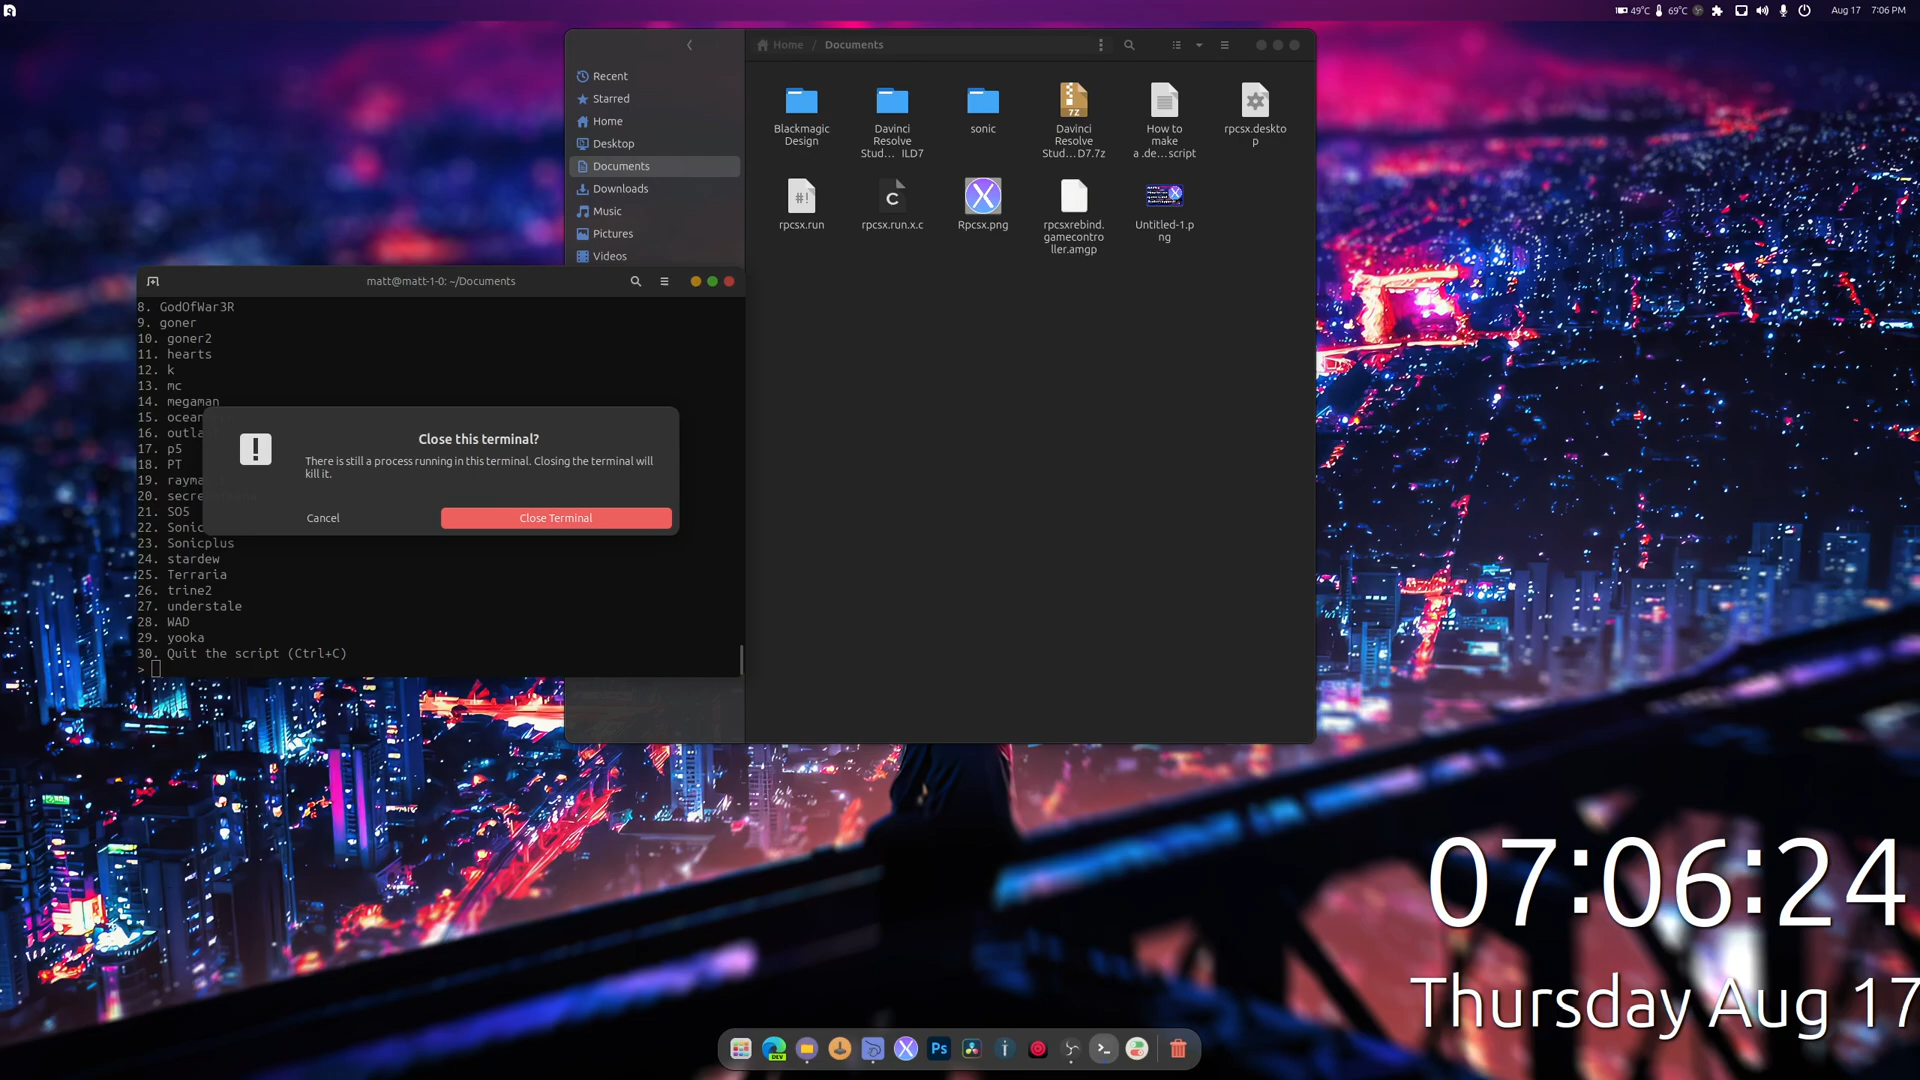 49°C 69°C Aug 17 7:06 PM
Home / Documents
Recent
Starred
Home
Desktop
Documents
Downloads
Music
Pictures
Videos
Blackmagic
Design
Davinci
Resolve
Stud... ILD7
sonic
Davinci
Resolve
Stud...D7.7z
How to
make
a .de...script
rpcsx.deskto
p
rpcsx.run
rpcsx.run.x.c
Rpcsx.png
rpcsxrebind.
gamecontro
ller.amgp
Untitled-1.p
ng
7Z
#!
C
X
matt@matt-1-0: ~/Documents
8. GodOfWar3R
9. goner
10. goner2
11. hearts
12. k
13. mc
14. megaman
15. ocean
16. outla
17. p5
18. PT
19. rayma
20. secre
21. SO5
22. Sonic
23. Sonicplus
24. stardew
25. Terraria
26. trine2
27. understale
28. WAD
29. yooka
30. Quit the script (Ctrl+C)
>
Close this terminal?
There is still a process running in this terminal. Closing the terminal will
kill it.
Cancel
Close Terminal
07:06:24
Thursday Aug 17
DEV
Ps